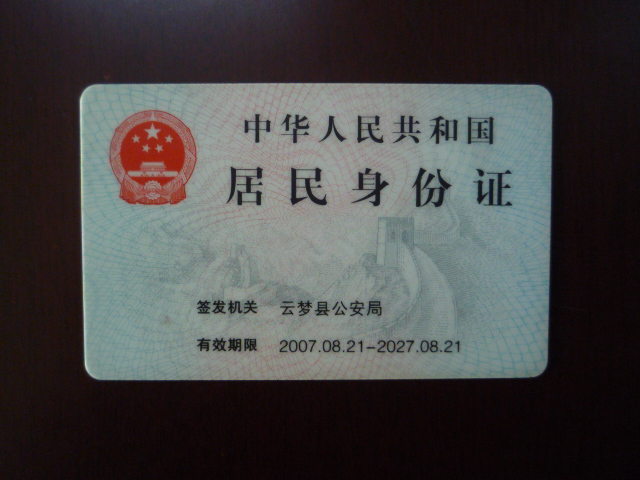 中华人民共和国
居民身份证
签发机关 云梦县公安局
有效期限 2007.08.21-2027.08.21